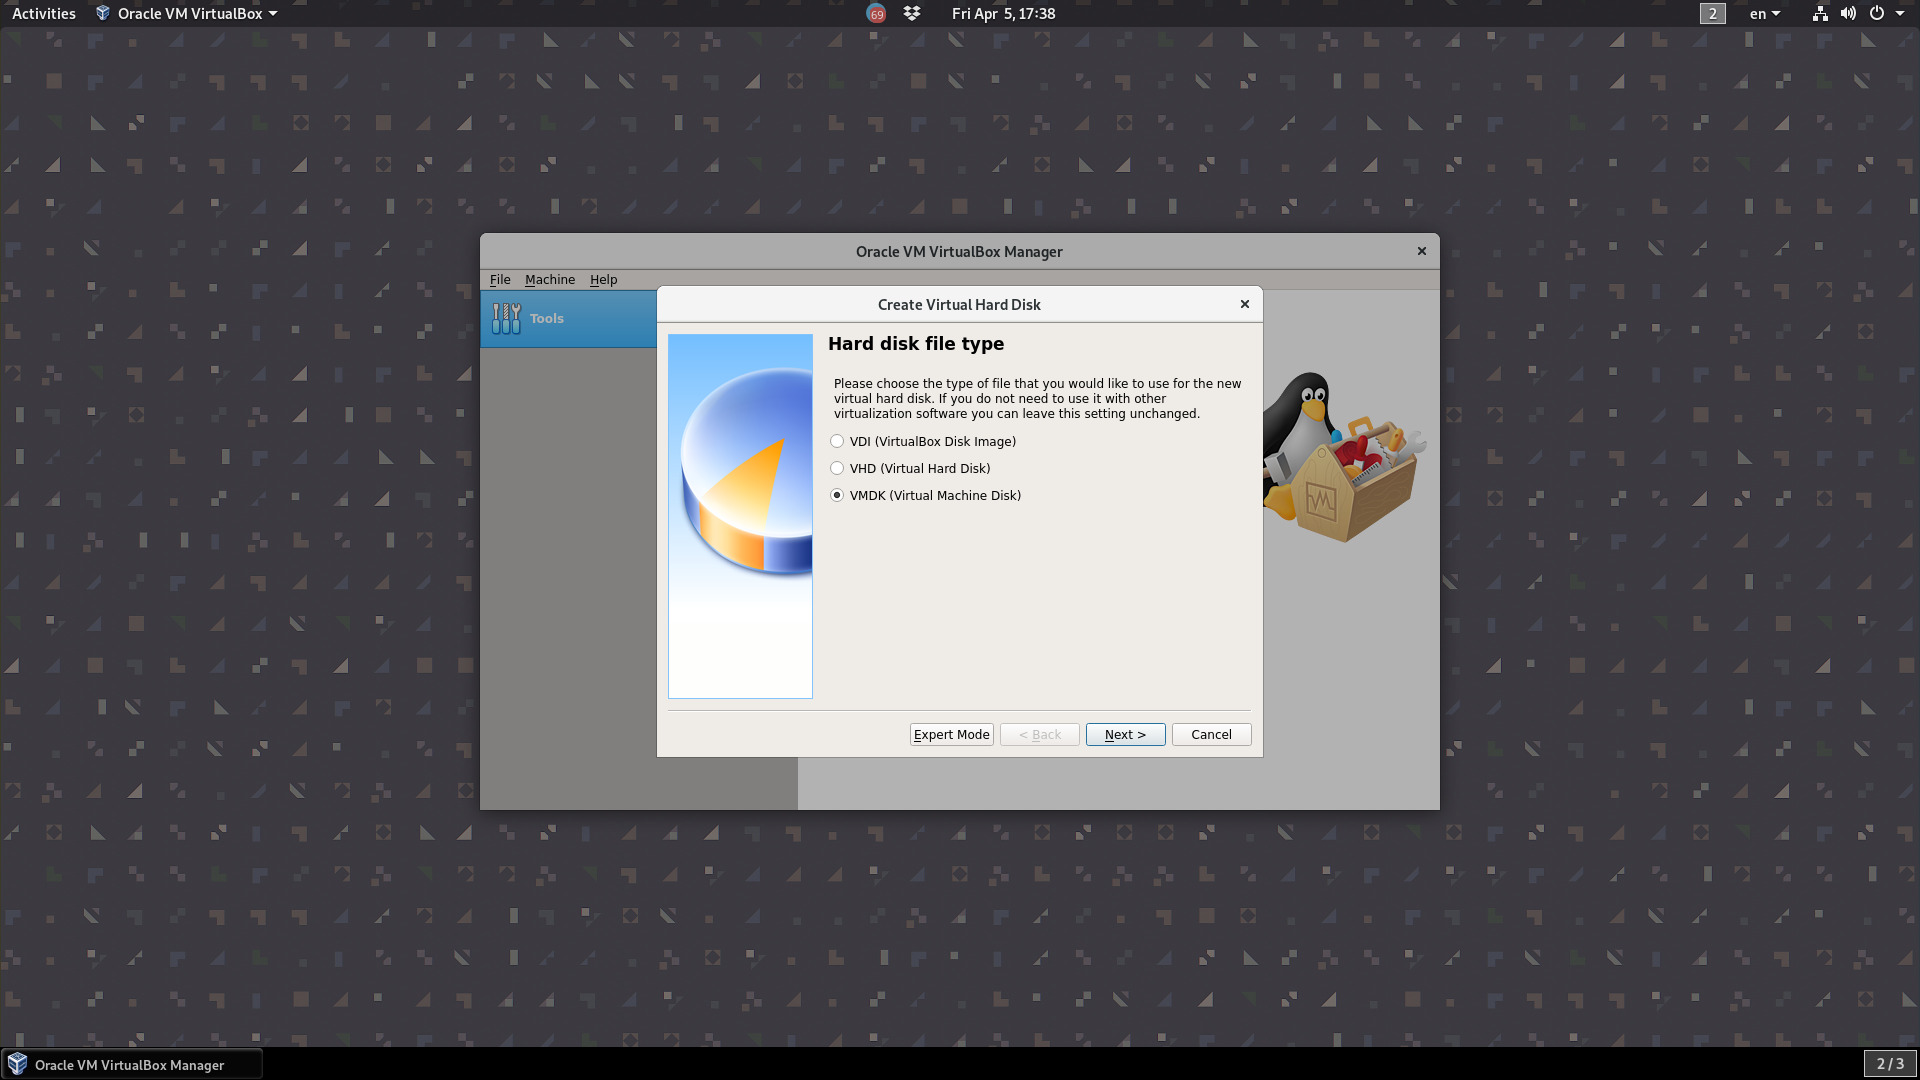 Activities
Oracle VM VirtualBox
69
Fri Apr 5, 17:38
2
en
Oracle VM VirtualBox Manager
File Machine Help
Tools
Create Virtual Hard Disk
Hard disk file type
Please choose the type of file that you would like to use for the new
virtual hard disk. If you do not need to use it with other
virtualization software you can leave this setting unchanged.
VDI (VirtualBox Disk Image)
VHD (Virtual Hard Disk)
VMDK (Virtual Machine Disk)
Expert Mode
< Back
Next >
Cancel
Oracle VM VirtualBox Manager
2 / 3